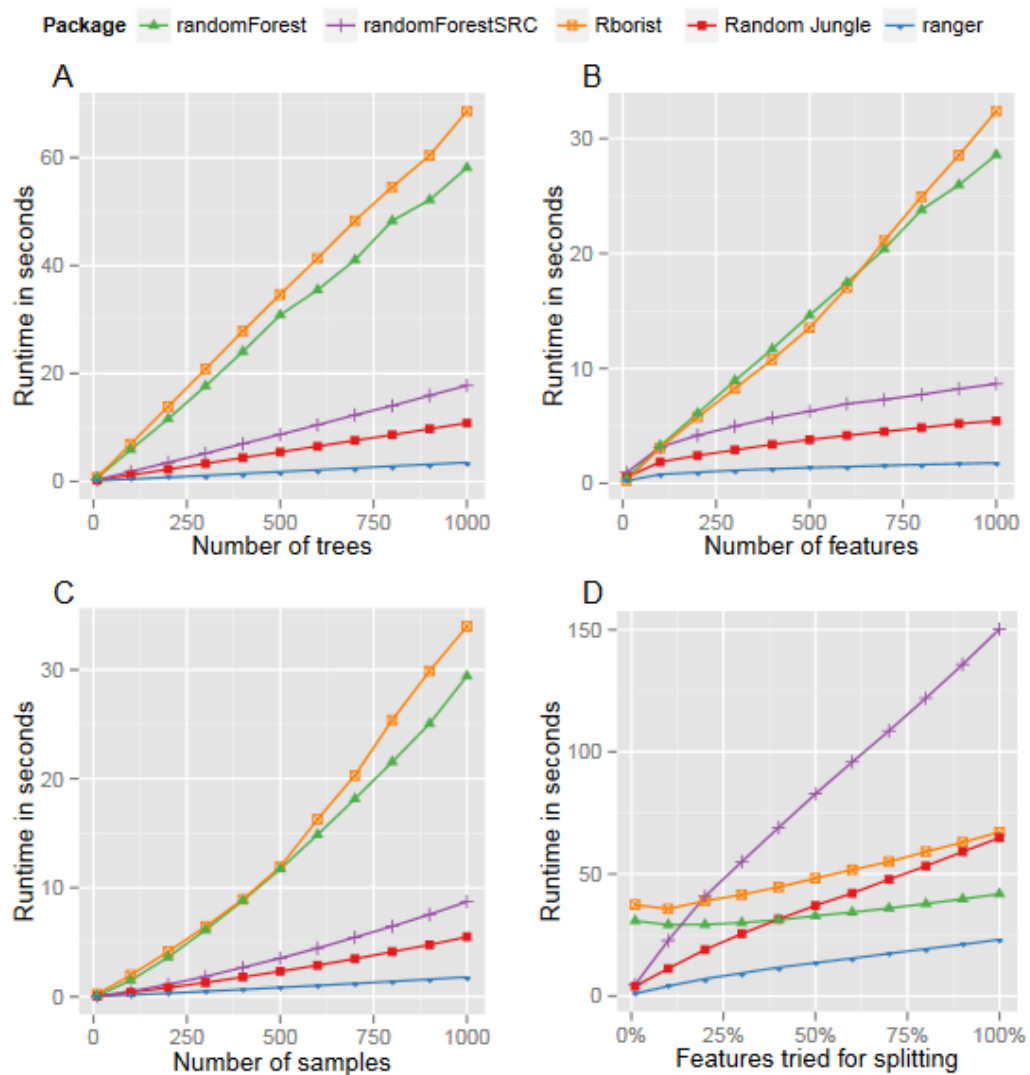 Package randomForest randomForestSRC Rborist Random Jungle ranger
A
60
40
20
0
Runtime in seconds
0 250 500 750 1000
Number of trees
B
30
20
10
0
Runtime in seconds
0 250 500 750 1000
Number of features
C
30
20
10
0
Runtime in seconds
0 250 500 750 1000
Number of samples
D
150
100
50
0
Runtime in seconds
0% 25% 50% 75% 100%
Features tried for splitting